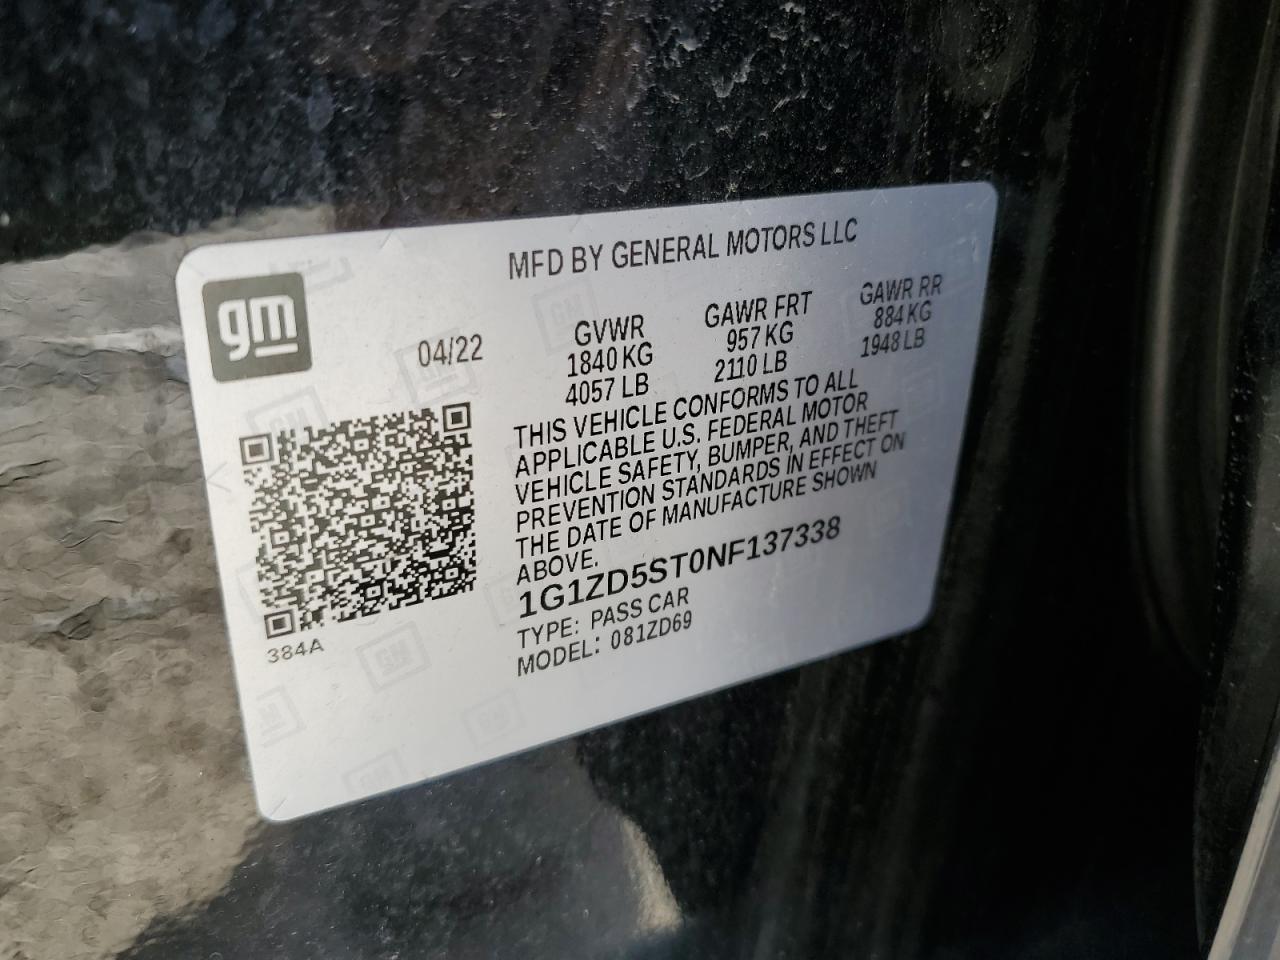 MFD BY GENERAL MOTORS LLC
gm
04/22
GVWR
1840 KG
4057 LB
GAWR FRT
957 KG
2110 LB
GAWR RR
884 KG
1948 LB
THIS VEHICLE CONFORMS TO ALL
APPLICABLE U.S. FEDERAL MOTOR
VEHICLE SAFETY, BUMPER, AND THEFT
PREVENTION STANDARDS IN EFFECT ON
THE DATE OF MANUFACTURE SHOWN
ABOVE.
1G1ZD5ST0NF137338
TYPE: PASS CAR
MODEL: 081ZD69
384A